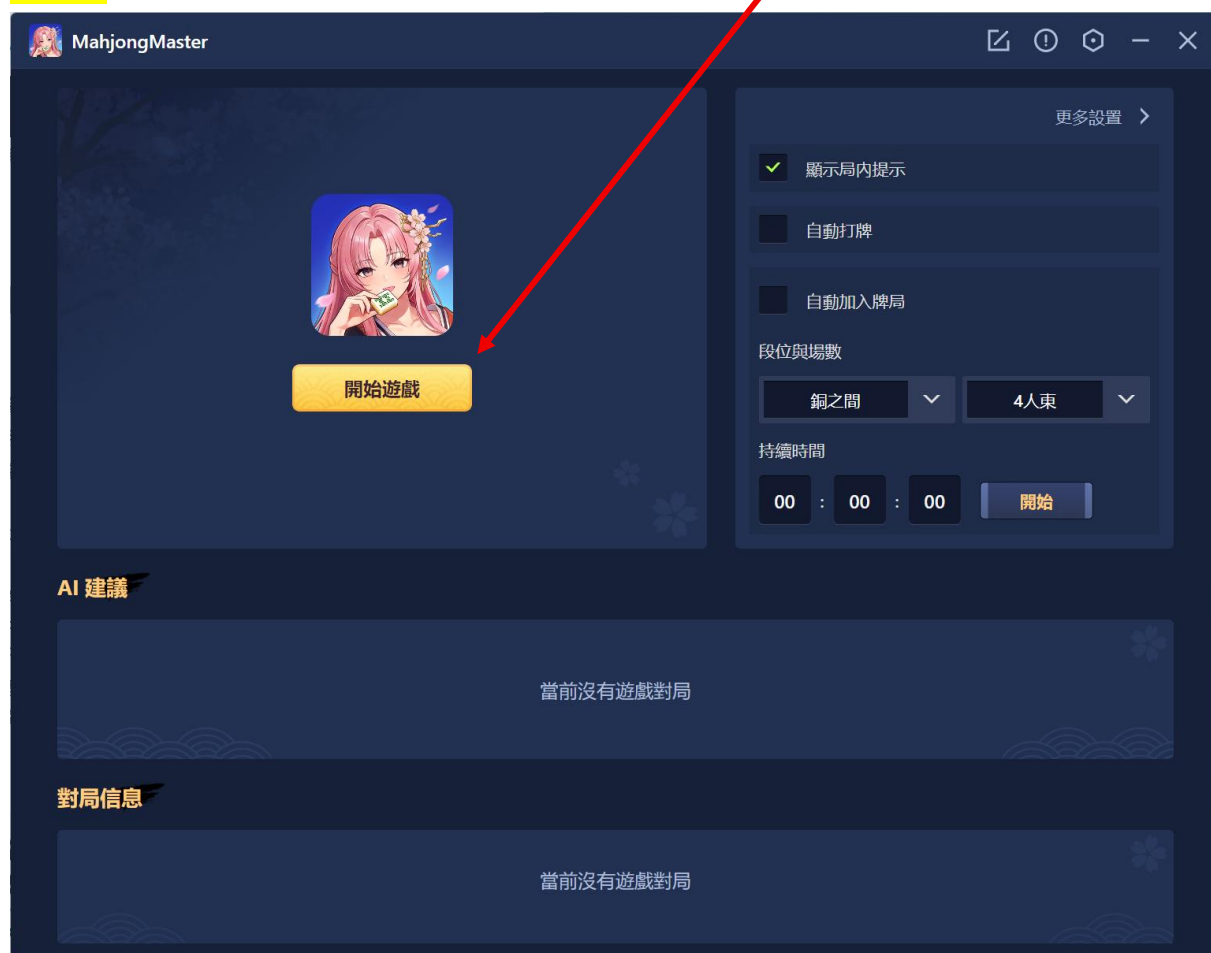 MahjongMaster
開始遊戲
更多設置
顯示局内提示
自動打牌
自動加入牌局
段位與場數
銅之間
4人東
持續時間
00 : 00 : 00
開始
AI 建議
當前沒有遊戲對局
對局信息
當前沒有遊戲對局